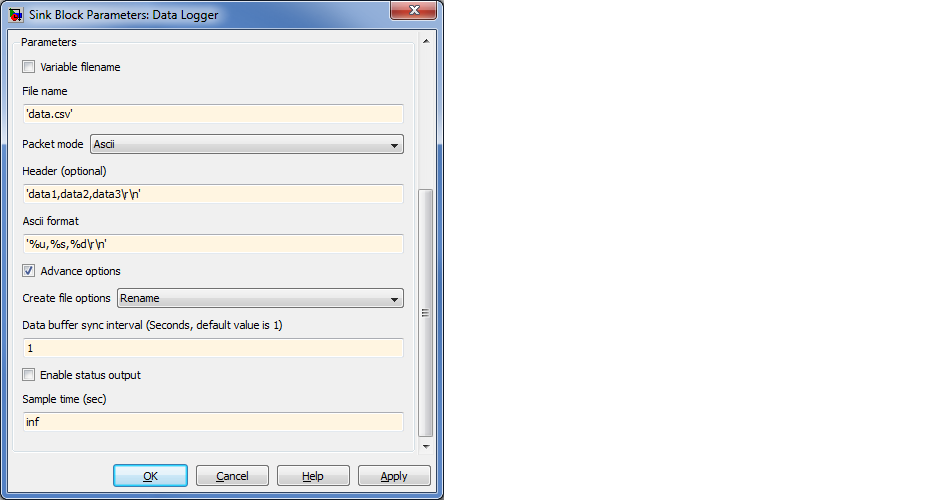 Sink Block Parameters: Data Logger
Parameters
Variable filename
File name
'data.csv'
Packet mode Ascii
Header (optional)
'data1,data2,data3\r\n'
Ascii format
'%u,%s,%d\r\n'
Advance options
Create file options Rename
Data buffer sync interval (Seconds, default value is 1)
1
Enable status output
Sample time (sec)
inf
OK Cancel Help Apply